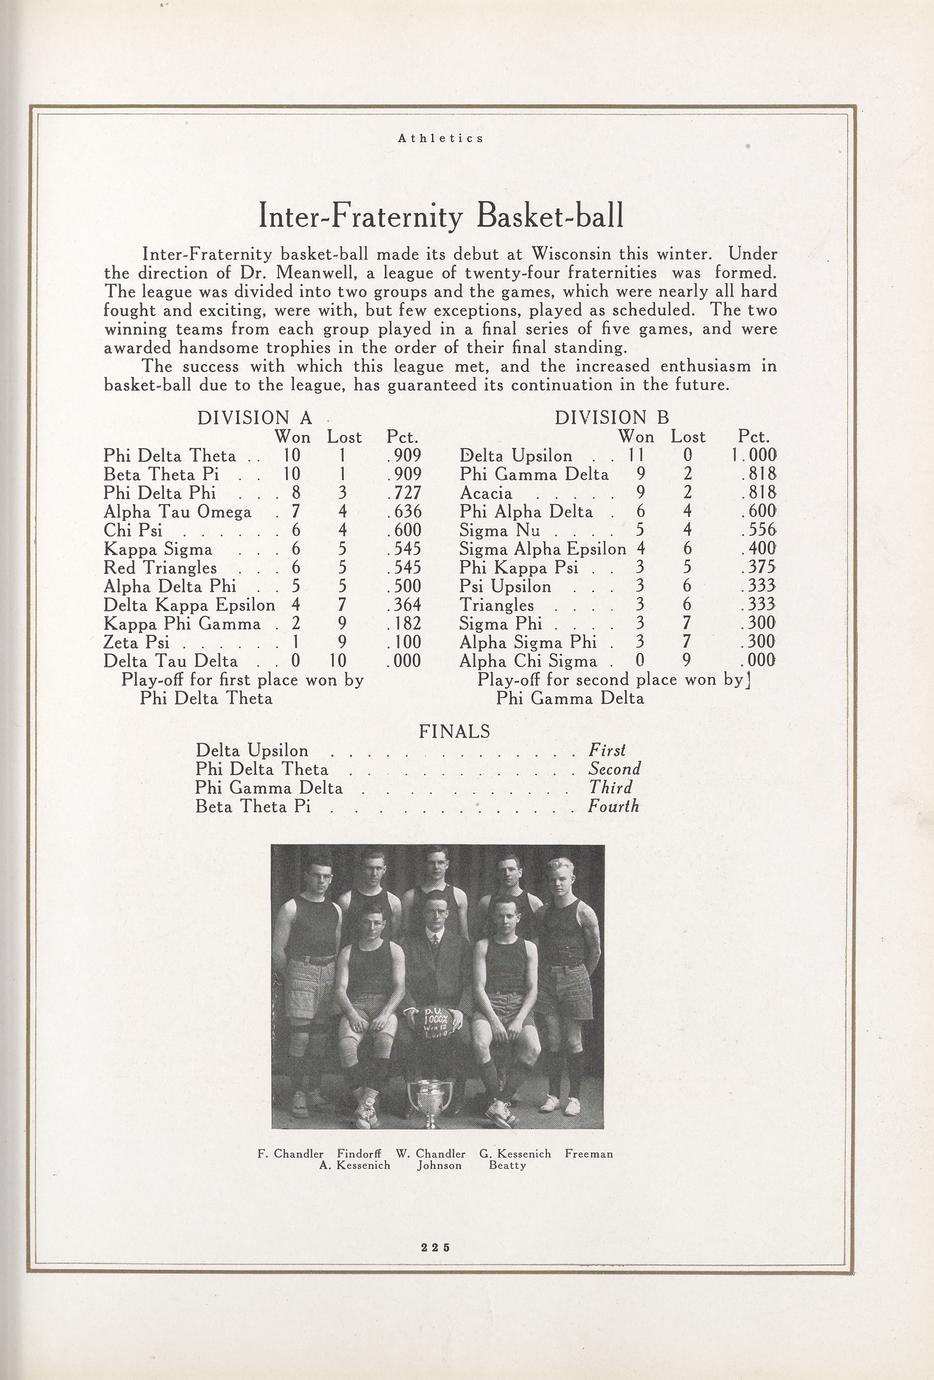 Athletics
Inter-Fraternity Basket-ball
Inter-Fraternity basket-ball made its debut at Wisconsin this winter. Under
the direction of Dr. Meanwell, a league of twenty-four fraternities was formed.
The league was divided into two groups and the games, which were nearly all hard
fought and exciting, were with, but few exceptions, played as scheduled. The two
winning teams from each group played in a final series of five games, and were
awarded handsome trophies in the order of their final standing.
The success with which this league met, and the increased enthusiasm in
basket-ball due to the league, has guaranteed its continuation in the future.
DIVISION A
Won Lost Pct.
Phi Delta Theta . . 10 1 .909
Beta Theta Pi . . 10 1 .909
Phi Delta Phi . . . 8 3 .727
Alpha Tau Omega . 7 4 .636
Chi Psi . . . . . . 6 4 .600
Kappa Sigma . . . 6 5 .545
Red Triangles . . . 6 5 .545
Alpha Delta Phi . . 5 5 .500
Delta Kappa Epsilon 4 7 .364
Kappa Phi Gamma . 2 9 .182
Zeta Psi . . . . . . 1 9 .100
Delta Tau Delta . . 0 10 .000
Play-off for first place won by
Phi Delta Theta
DIVISION B
Won Lost Pct.
Delta Upsilon . . 11 0 1.000
Phi Gamma Delta 9 2 .818
Acacia . . . . . 9 2 .818
Phi Alpha Delta . 6 4 .600
Sigma Nu . . . . 5 4 .556
Sigma Alpha Epsilon 4 6 .400
Phi Kappa Psi . . 3 5 .375
Psi Upsilon . . . 3 6 .333
Triangles . . . . 3 6 .333
Sigma Phi . . . . 3 7 .300
Alpha Sigma Phi . 3 7 .300
Alpha Chi Sigma . 0 9 .000
Play-off for second place won by]
Phi Gamma Delta
FINALS
Delta Upsilon . . . . . . . . . . . . . First
Phi Delta Theta . . . . . . . . . . . . Second
Phi Gamma Delta . . . . . . . . . . Third
Beta Theta Pi . . . . . . . . . . . . Fourth
D.U.
1000%
Won 12
Lost 0
F. Chandler Findorff W. Chandler G. Kessenich Freeman
A. Kessenich Johnson Beatty
225